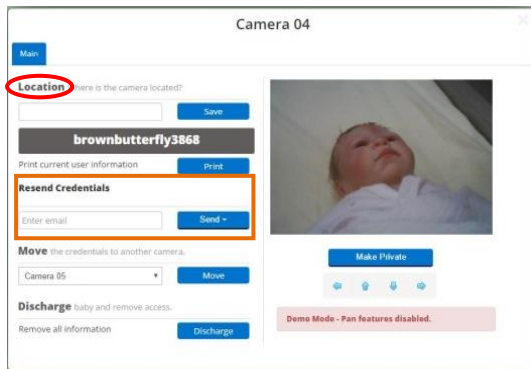 Camera 04
Main
Location Where is the camera located?
Save
brownbutterfly3868
Print current user information
Print
Resend Credentials
Enter email
Send
Move the credentials to another camera.
Camera 05
Move
Discharge baby and remove access.
Remove all information
Discharge
Make Private
Demo Mode - Pan features disabled.